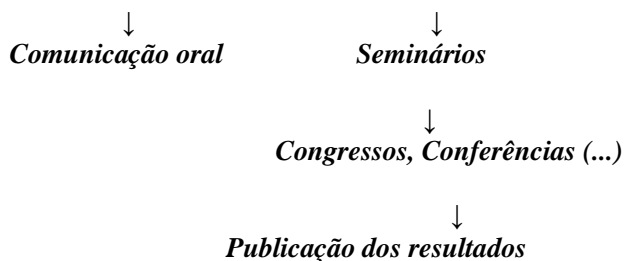 ↓ ↓
Comunicação oral Seminários
↓
Congressos, Conferências (...)
↓
Publicação dos resultados